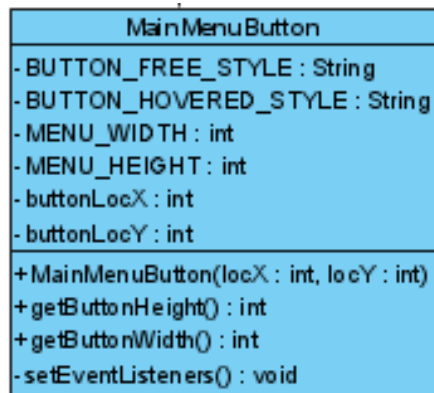 MainMenuButton
- BUTTON_FREE_STYLE : String
- BUTTON_HOVERED_STYLE : String
- MENU_WIDTH : int
- MENU_HEIGHT : int
- buttonLocX : int
- buttonLocY : int
+ MainMenuButton(locX : int, locY : int)
+ getButtonHeight() : int
+ getButtonWidth() : int
- setEventListeners() : void